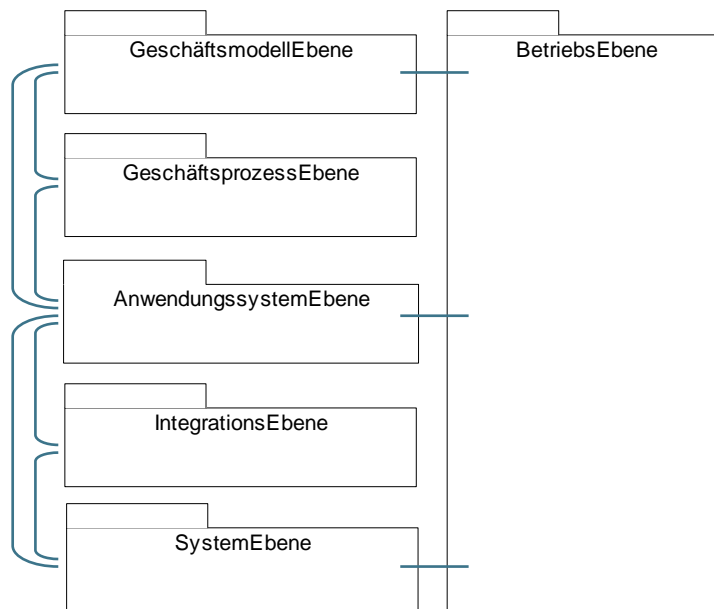 GeschäftsmodellEbene
BetriebsEbene
GeschäftsprozessEbene
AnwendungssystemEbene
IntegrationsEbene
SystemEbene